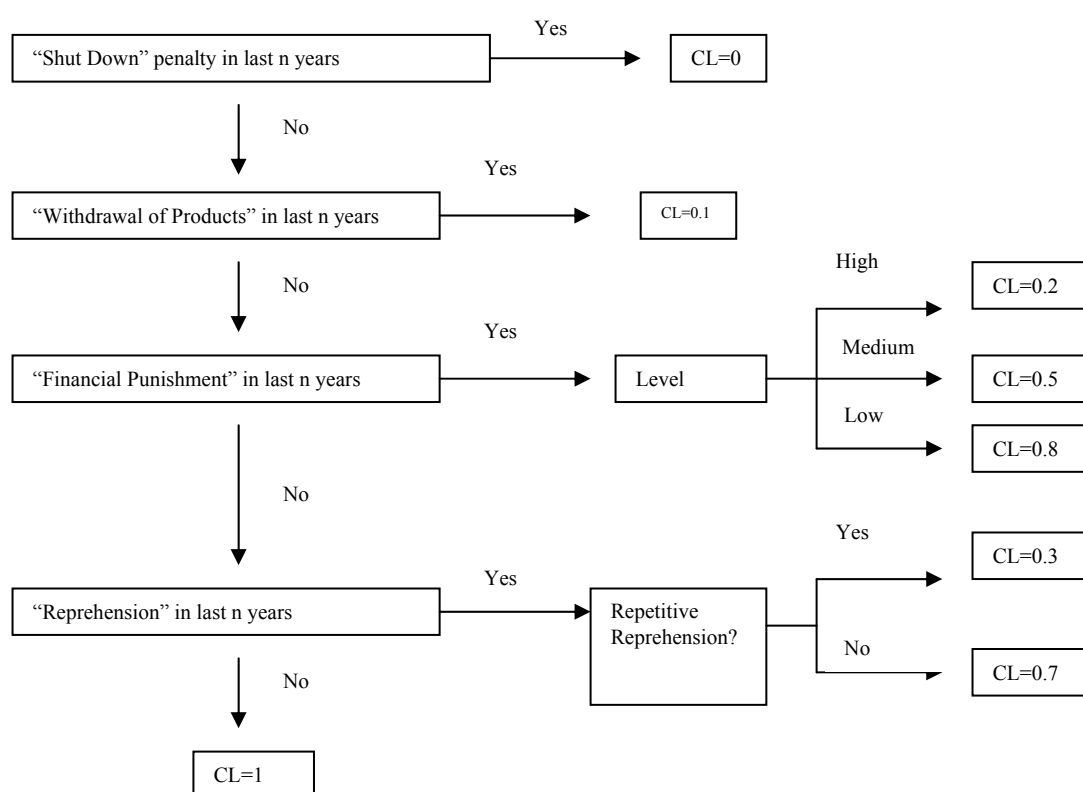 Yes
“Shut Down” penalty in last n years
CL=0
No
Yes
“Withdrawal of Products” in last n years
CL=0.1
No
High
CL=0.2
Yes
Medium
“Financial Punishment” in last n years
Level
CL=0.5
Low
CL=0.8
No
Yes
CL=0.3
Yes
“Reprehension” in last n years
Repetitive
Reprehension?
No
CL=0.7
No
CL=1